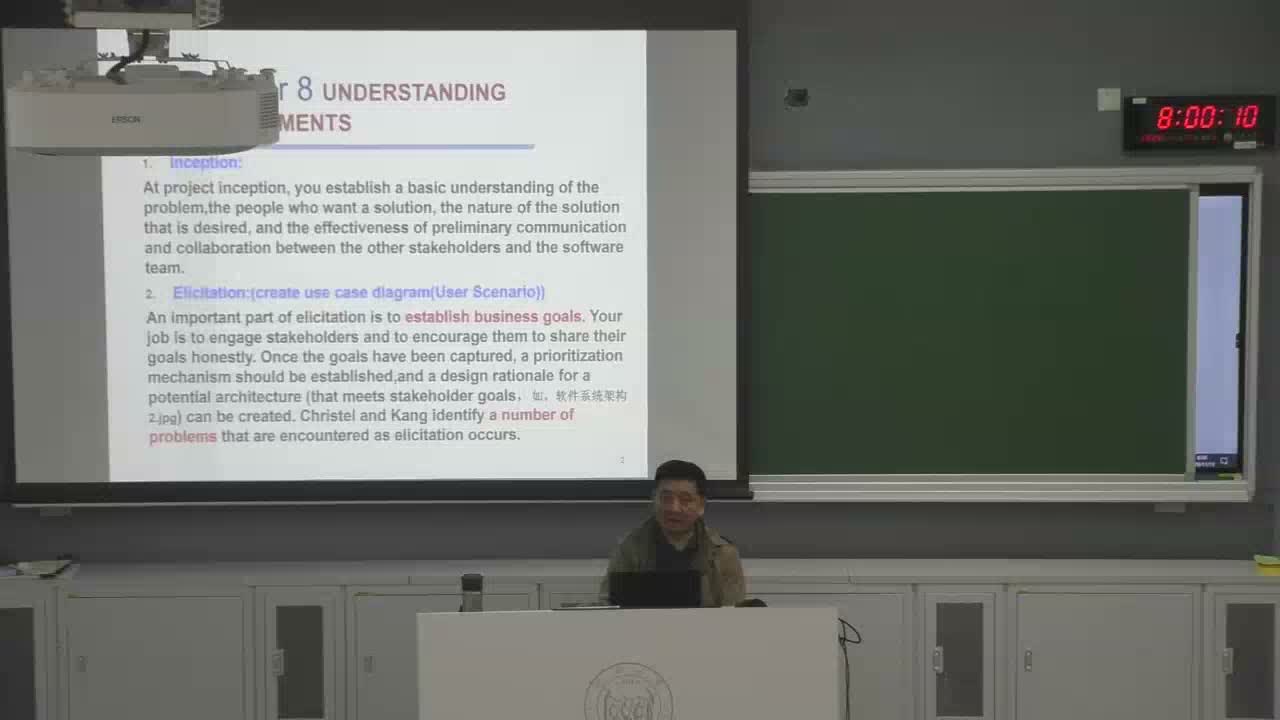 r 8 UNDERSTANDING
MENTS
1. Inception:
At project inception, you establish a basic understanding of the
problem,the people who want a solution, the nature of the solution
that is desired, and the effectiveness of preliminary communication
and collaboration between the other stakeholders and the software
team.
2. Elicitation:(create use case diagram(User Scenario))
An important part of elicitation is to establish business goals. Your
job is to engage stakeholders and to encourage them to share their
goals honestly. Once the goals have been captured, a prioritization
mechanism should be established,and a design rationale for a
potential architecture (that meets stakeholder goals， 如，软件系统架构
2.jpg) can be created. Christel and Kang identify a number of
problems that are encountered as elicitation occurs.
2
EPSON
8:00:10